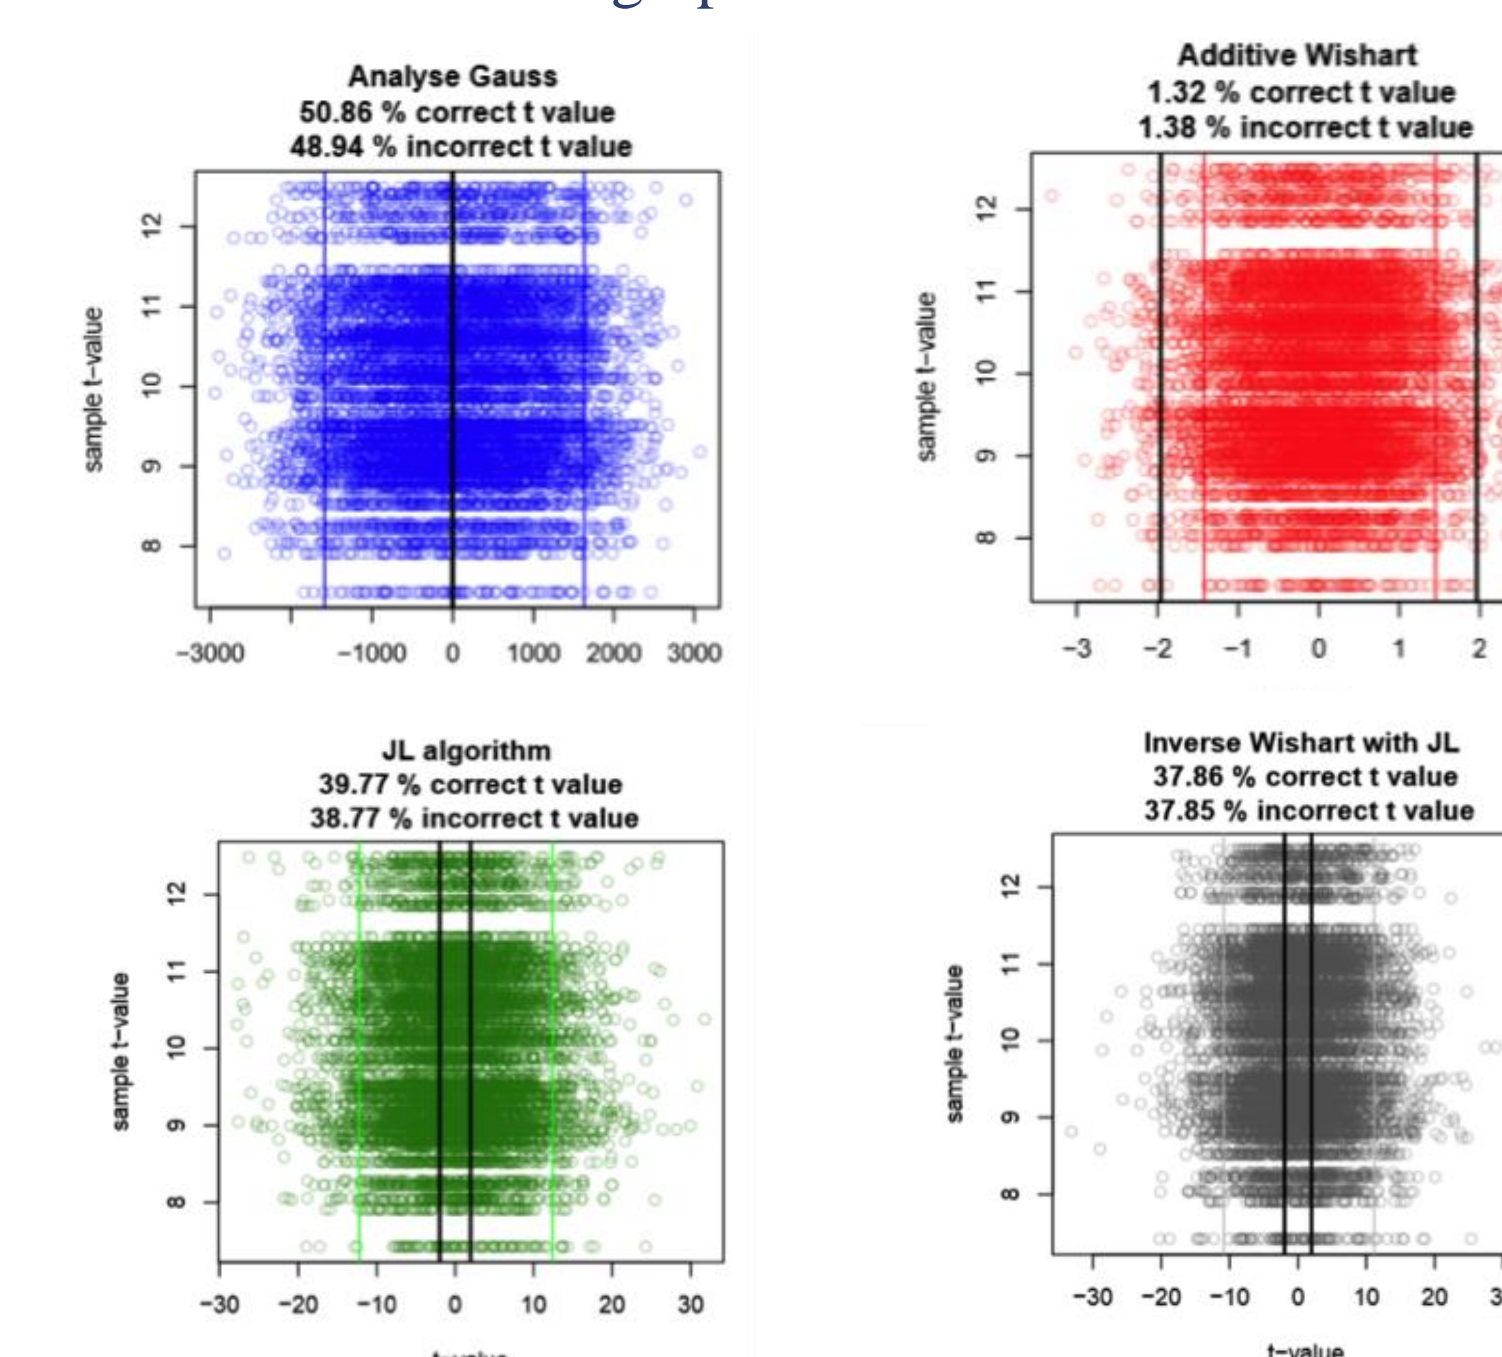 Analyse Gauss
50.86 % correct t value
48.94 % incorrect t value
sample t-value
12
11
10
9
8
-3000
-1000
0
1000
2000
3000
Additive Wishart
1.32 % correct t value
1.38 % incorrect t value
sample t-value
12
11
10
9
8
-3
-2
-1
0
1
2
JL algorithm
39.77 % correct t value
38.77 % incorrect t value
sample t-value
12
11
10
9
8
-30
-20
-10
0
10
20
30
Inverse Wishart with JL
37.86 % correct t value
37.85 % incorrect t value
sample t-value
12
11
10
9
8
-30
-20
-10
0
10
20
t-value